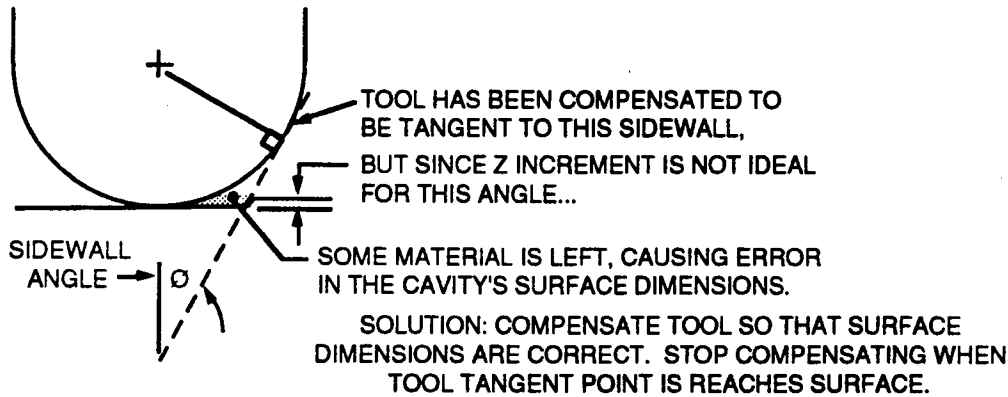 TOOL HAS BEEN COMPENSATED TO
BE TANGENT TO THIS SIDEWALL,
BUT SINCE Z INCREMENT IS NOT IDEAL
FOR THIS ANGLE...
SIDEWALL
ANGLE
Ø
SOME MATERIAL IS LEFT, CAUSING ERROR
IN THE CAVITY'S SURFACE DIMENSIONS.
SOLUTION: COMPENSATE TOOL SO THAT SURFACE
DIMENSIONS ARE CORRECT. STOP COMPENSATING WHEN
TOOL TANGENT POINT IS REACHES SURFACE.